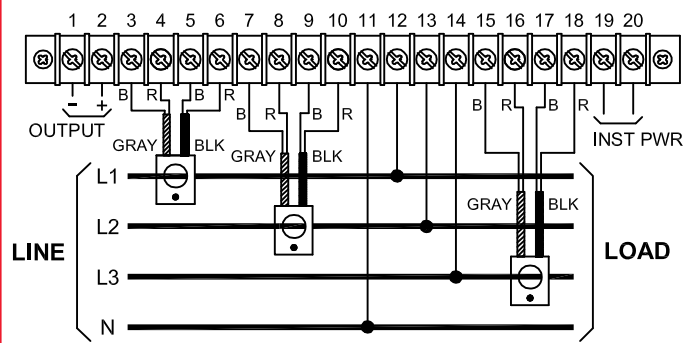 1 2 3 4 5 6 7 8 9 10 11 12 13 14 15 16 17 18 19 20
- +
B R B R B R B R B R B R
OUTPUT
INST PWR
GRAY BLK
GRAY BLK
L1
GRAY BLK
L2
LINE
LOAD
L3
N